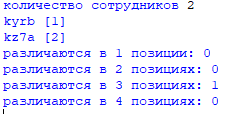 количество сотрудников 2
kyrb [1]
kz7a [2]
различаются в 1 позиции: 0
различаются в 2 позициях: 0
различаются в 3 позициях: 1
различаются в 4 позициях: 0